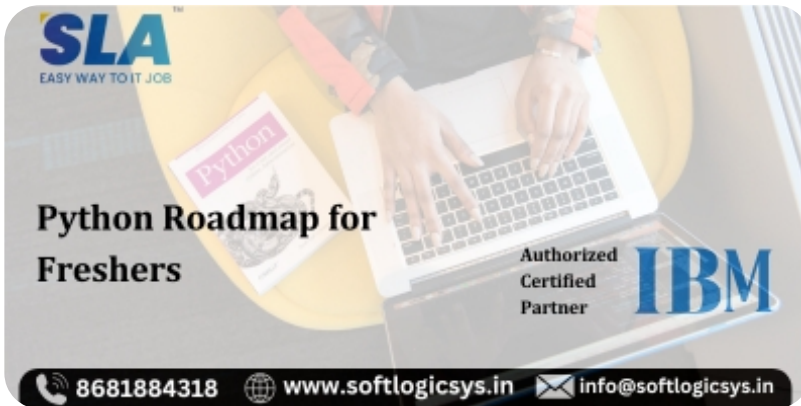 SLA
TM
EASY WAY TO IT JOB
Python
Python Roadmap for
Freshers
Authorized
Certified
Partner
IBM
8681884318
www.softlogicsys.in
info@softlogicsys.in